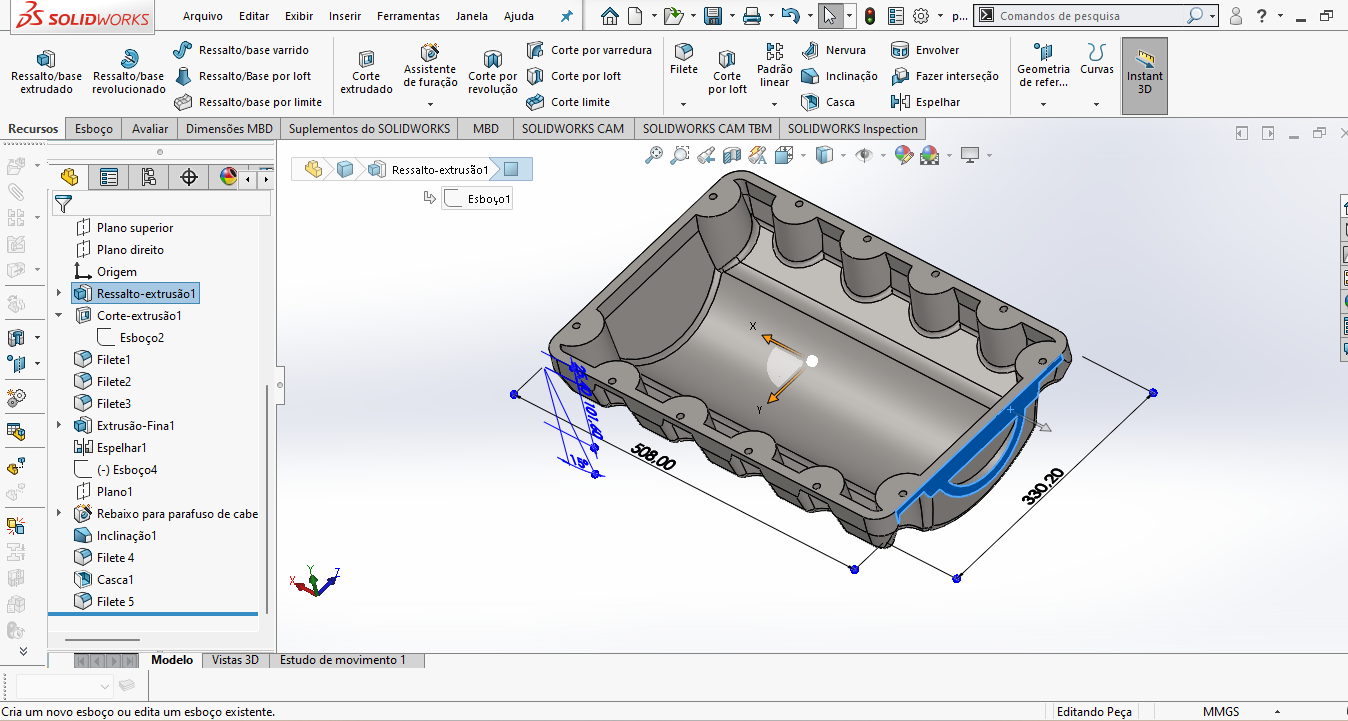 SOLIDWORKS
Arquivo Editar Exibir Inserir Ferramentas Janela Ajuda
p...
Comandos de pesquisa
?
Ressalto/base
extrudado
Ressalto/base
revolucionado
Ressalto/base varrido
Ressalto/Base por loft
Ressalto/base por limite
Corte
extrudado
Assistente
de furação
Corte por
revolução
Corte por varredura
Corte por loft
Corte limite
Filete
Corte
por loft
Padrão
linear
Nervura
Inclinação
Casca
Envolver
Fazer interseção
Espelhar
Geometria
de refer...
Curvas
Instant
3D
Recursos Esboço Avaliar Dimensões MBD Suplementos do SOLIDWORKS MBD SOLIDWORKS CAM SOLIDWORKS CAM TBM SOLIDWORKS Inspection
Ressalto-extrusão1
Esboço1
Plano superior
Plano direito
Origem
Ressalto-extrusão1
Corte-extrusão1
Esboço2
Filete1
Filete2
Filete3
Extrusão-Fina1
Espelhar1
(-) Esboço4
Plano1
Rebaixo para parafuso de cabe
Inclinação1
Filete 4
Casca1
Filete 5
X
Y
101,60
508,00
330,20
X
Y
Z
Modelo Vistas 3D Estudo de movimento 1
Cria um novo esboço ou edita um esboço existente.
Editando Peça
MMGS